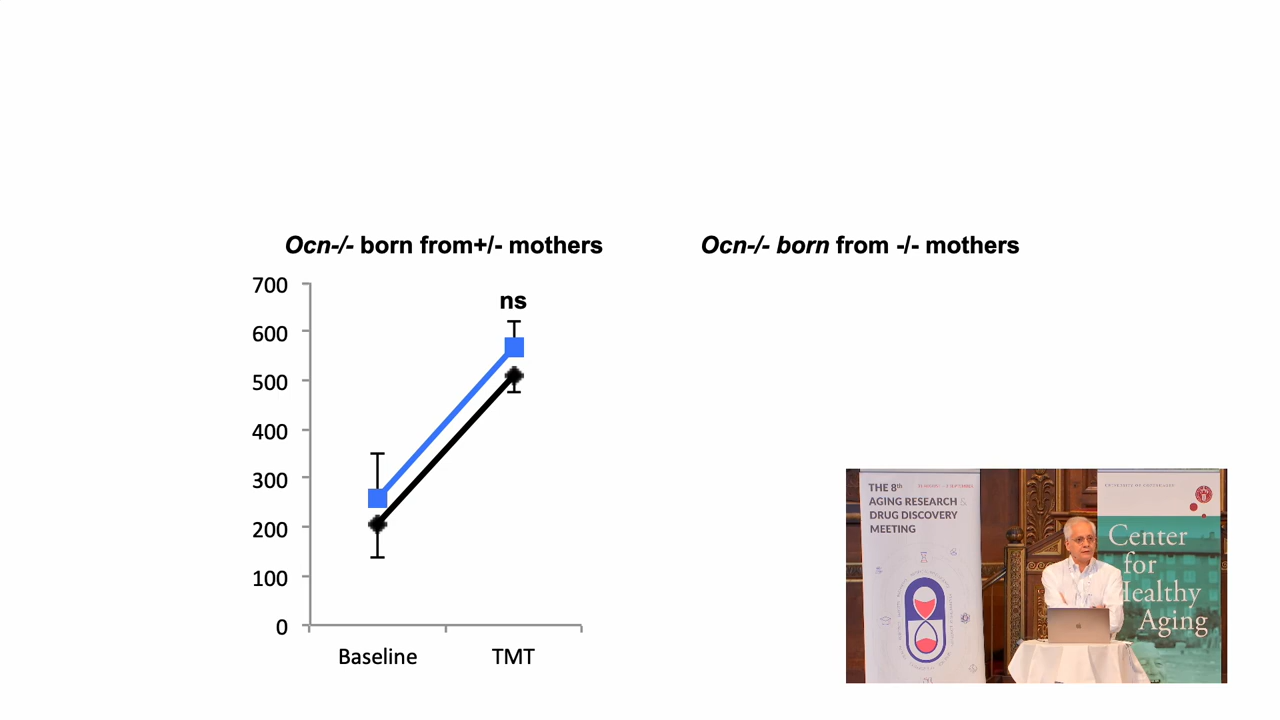 Ocn-/- born from+/- mothers
Ocn-/- born from -/- mothers
700
600
500
400
300
200
100
0
ns
Baseline
TMT
THE 8th
AGING RESEARCH &
DRUG DISCOVERY
MEETING
Center
for
Healthy
Aging